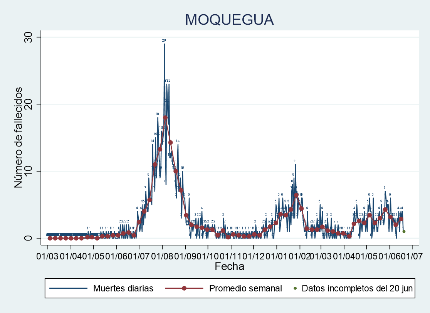 MOQUEGUA
Número de fallecidos
30
20
10
0
01/03 01/04 01/05 01/06 01/07 01/08 01/09 01/10 01/11 01/12 01/01 01/02 01/03 01/04 01/05 01/06 01/07
Fecha
Muertes diarias Promedio semanal Datos incompletos del 20 jun